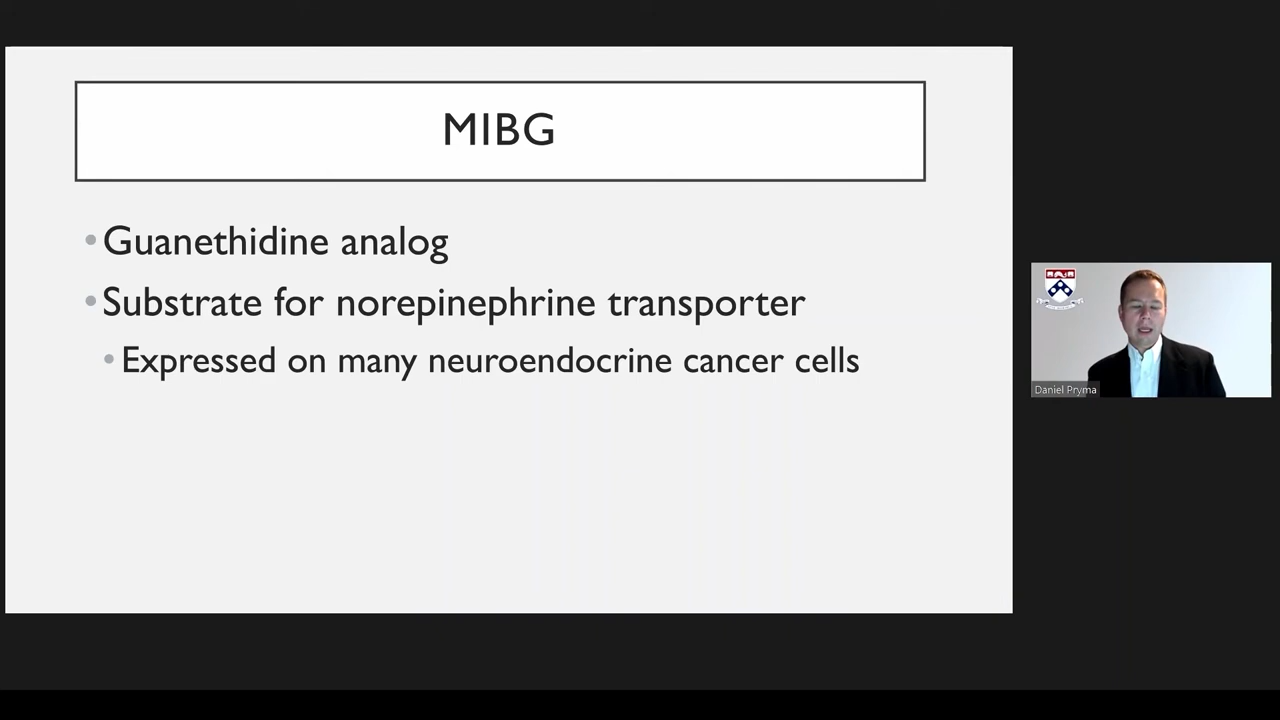 MIBG
• Guanethidine analog
• Substrate for norepinephrine transporter
• Expressed on many neuroendocrine cancer cells
Daniel Pryma